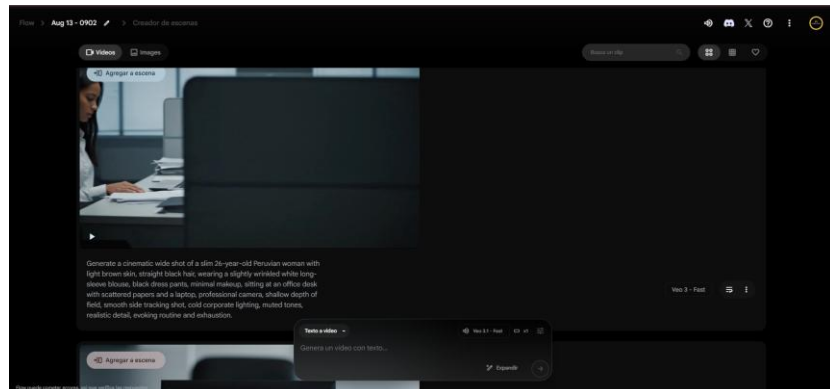 Flow > Aug 13 - 0902 > Creador de escenas
Videos Images Busca un clip
Agregar a escena
Generate a cinematic wide shot of a slim 26-year-old Peruvian woman with
light brown skin, straight black hair, wearing a slightly wrinkled white long-
sleeve blouse, black dress pants, minimal makeup, sitting at an office desk
with scattered papers and a laptop, professional camera, shallow depth of
field, smooth side tracking shot, cold corporate lighting, muted tones,
realistic detail, evoking routine and exhaustion.
Veo 3 - Fast
Texto a video Veo 3.1 - Fast
Genera un video con texto...
Expandir
Agregar a escena